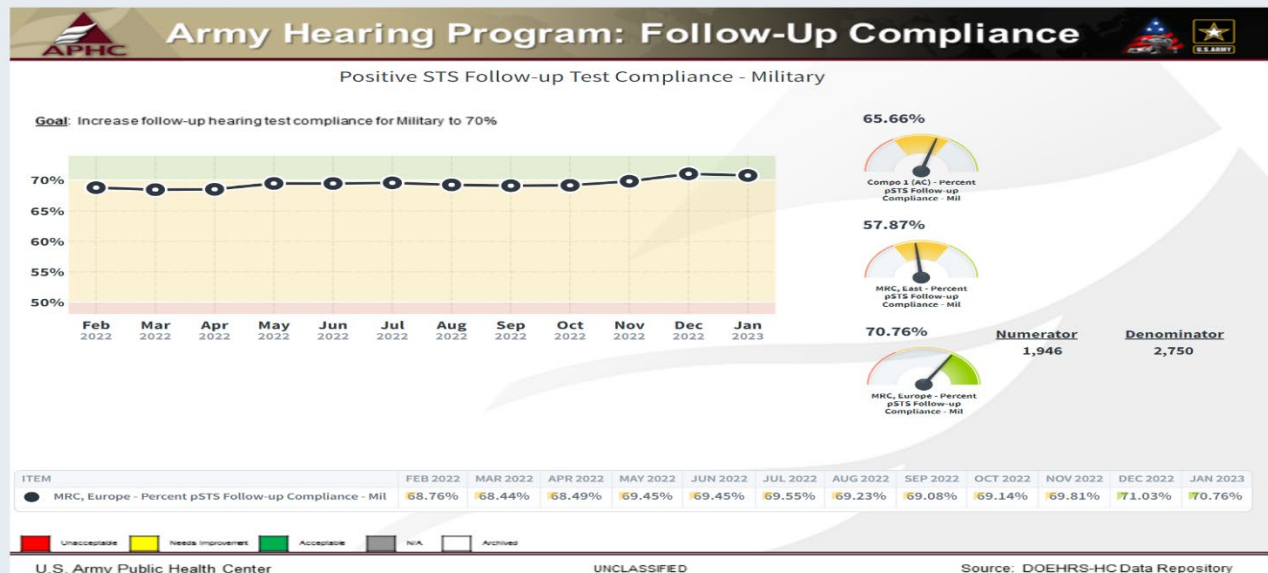 APHC
Army Hearing Program: Follow-Up Compliance
U.S. ARMY
Positive STS Follow-up Test Compliance - Military
Goal: Increase follow-up hearing test compliance for Military to 70%
70%
65%
60%
55%
50%
Feb Mar Apr May Jun Jul Aug Sep Oct Nov Dec Jan
2022 2022 2022 2022 2022 2022 2022 2022 2022 2022 2022 2023
65.66%
Compo 1 (AC) - Percent
pSTS Follow-up
Compliance - Mil
57.87%
MRC, East - Percent
pSTS Follow-up
Compliance - Mil
70.76%
MRC, Europe - Percent
pSTS Follow-up
Compliance - Mil
Numerator Denominator
1,946 2,750
ITEM FEB 2022 MAR 2022 APR 2022 MAY 2022 JUN 2022 JUL 2022 AUG 2022 SEP 2022 OCT 2022 NOV 2022 DEC 2022 JAN 2023
MRC, Europe - Percent pSTS Follow-up Compliance - Mil 68.76% 68.44% 68.49% 69.45% 69.45% 69.55% 69.23% 69.08% 69.14% 69.81% 71.03% 70.76%
Unacceptable Needs Improvement Acceptable N/A Archived
U.S. Army Public Health Center UNCLASSIFIED Source: DOEHRS-HC Data Repository